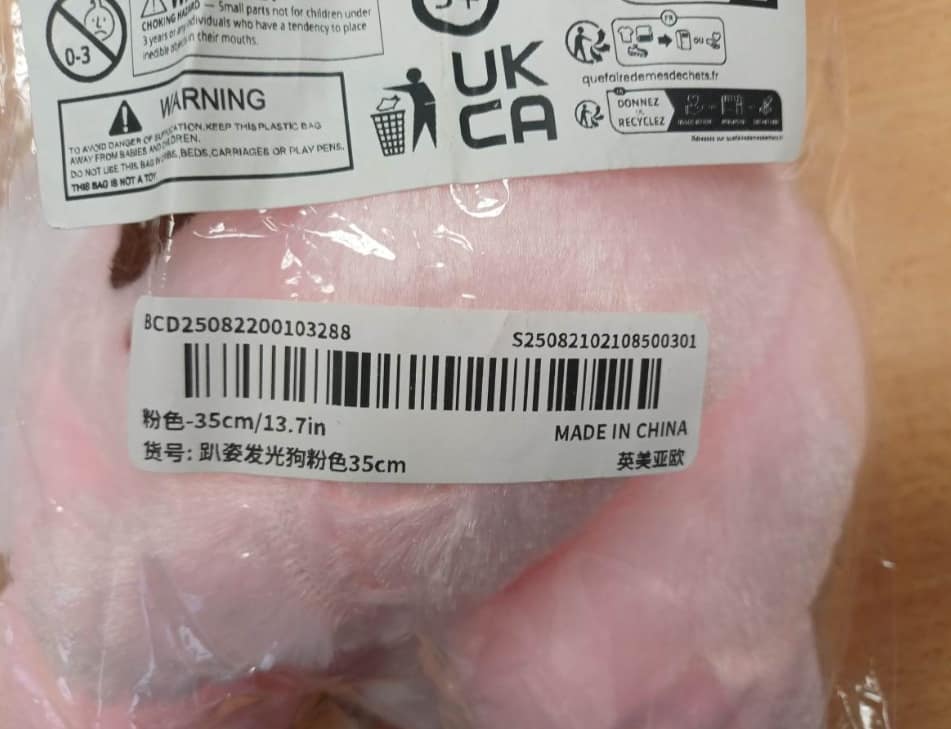 0-3
CHOKING HAZARD — Small parts not for children under
3 years or any individuals who have a tendency to place
inedible objects in their mouths.
WARNING
TO AVOID DANGER OF SUFFOCATION, KEEP THIS PLASTIC BAG
AWAY FROM BABIES AND CHILDREN.
DO NOT USE THIS BAG IN CRIBS, BEDS, CARRIAGES OR PLAY PENS.
THIS BAG IS NOT A TOY.
UK
CA
FR
OU
quefairedemesdechets.fr
DONNEZ
RECYCLEZ
BCD25082200103288
S25082102108500301
粉色-35cm/13.7in
MADE IN CHINA
货号: 趴姿发光狗粉色35cm
英美亚欧